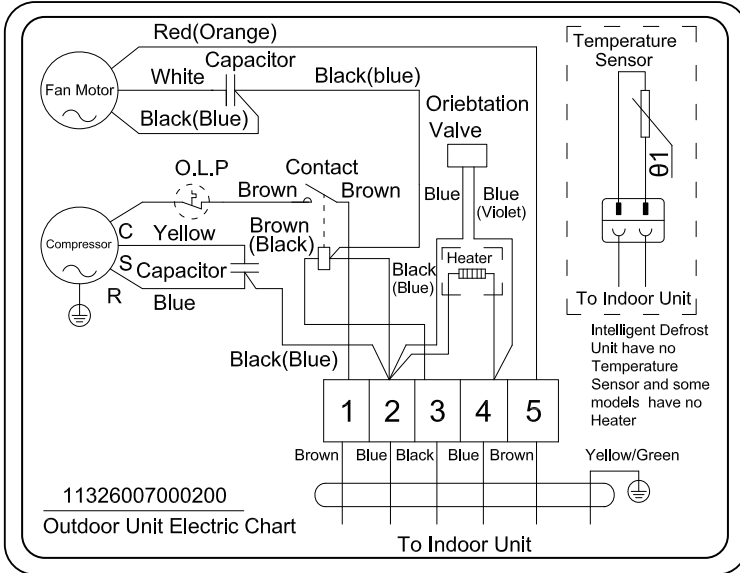 Red(Orange)
Capacitor
White
Black(blue)
Fan Motor
Black(Blue)
Oriebtation
Valve
Temperature
Sensor
θ1
O.L.P
Contact
Brown
Brown
Blue
Blue
(Violet)
C
Yellow
Brown
(Black)
Compressor
S
Capacitor
Black
(Blue)
Heater
R
Blue
To Indoor Unit
Black(Blue)
Intelligent Defrost
Unit have no
Temperature
Sensor and some
models have no
Heater
1 2 3 4 5
Brown Blue Black Blue Brown
Yellow/Green
11326007000200
Outdoor Unit Electric Chart
To Indoor Unit